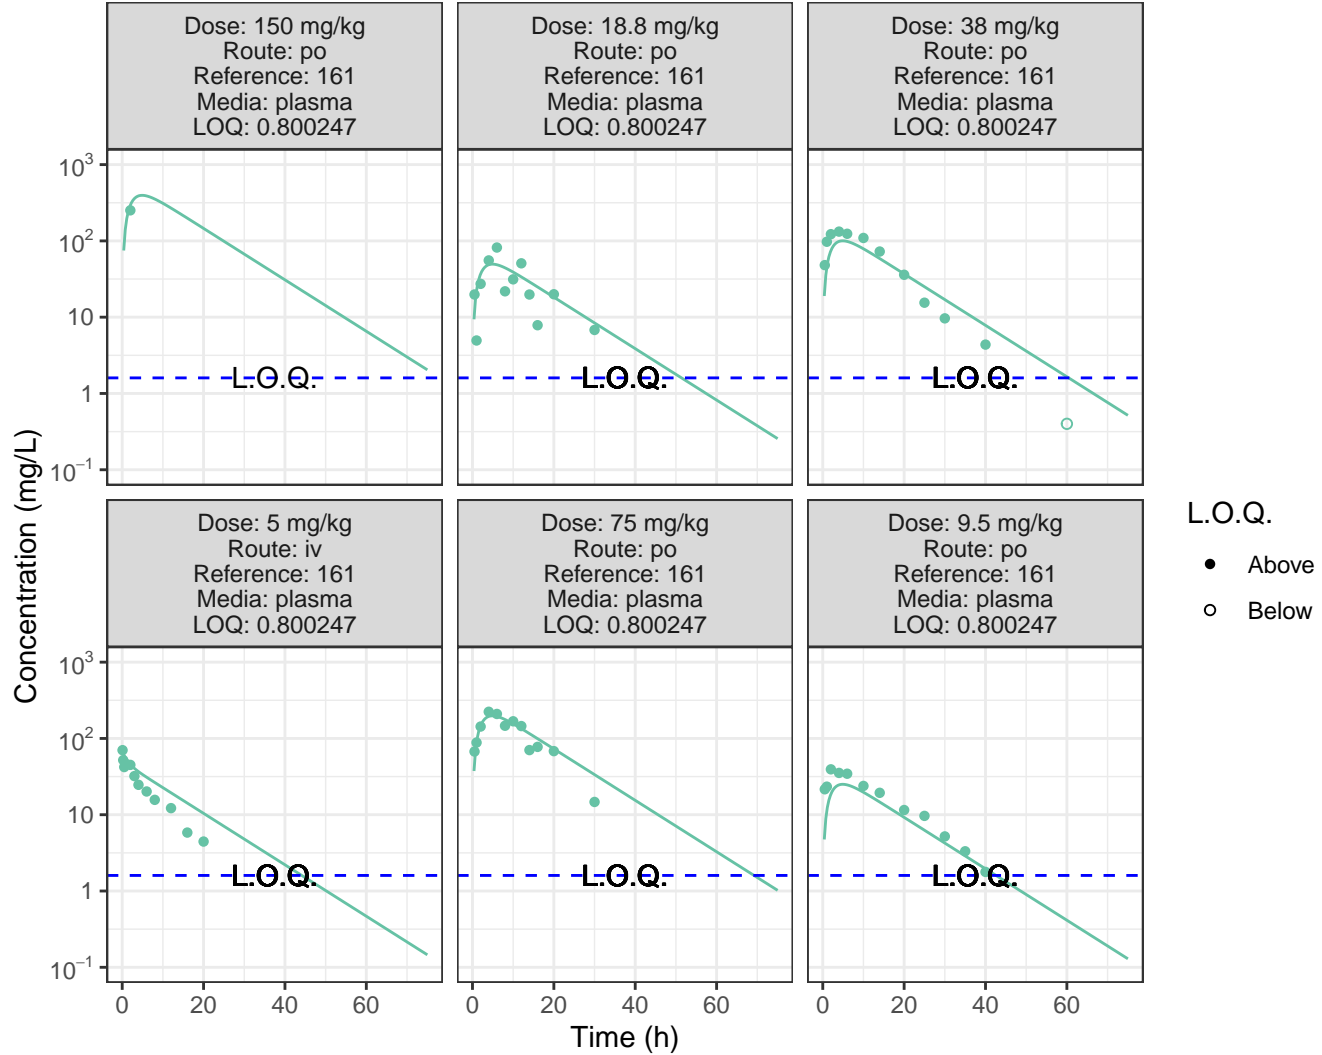 Dose: 150 mg/kg
Route: po
Reference: 161
Media: plasma
LOQ: 0.800247
Dose: 18.8 mg/kg
Route: po
Reference: 161
Media: plasma
LOQ: 0.800247
Dose: 38 mg/kg
Route: po
Reference: 161
Media: plasma
LOQ: 0.800247
10³
10²
10
1
10⁻¹
L.O.Q.
L.O.Q.
L.O.Q.
Concentration (mg/L)
Dose: 5 mg/kg
Route: iv
Reference: 161
Media: plasma
LOQ: 0.800247
Dose: 75 mg/kg
Route: po
Reference: 161
Media: plasma
LOQ: 0.800247
Dose: 9.5 mg/kg
Route: po
Reference: 161
Media: plasma
LOQ: 0.800247
10³
10²
10
1
10⁻¹
L.O.Q.
L.O.Q.
L.O.Q.
0 20 40 60
0 20 40 60
0 20 40 60
Time (h)
L.O.Q.
Above
Below